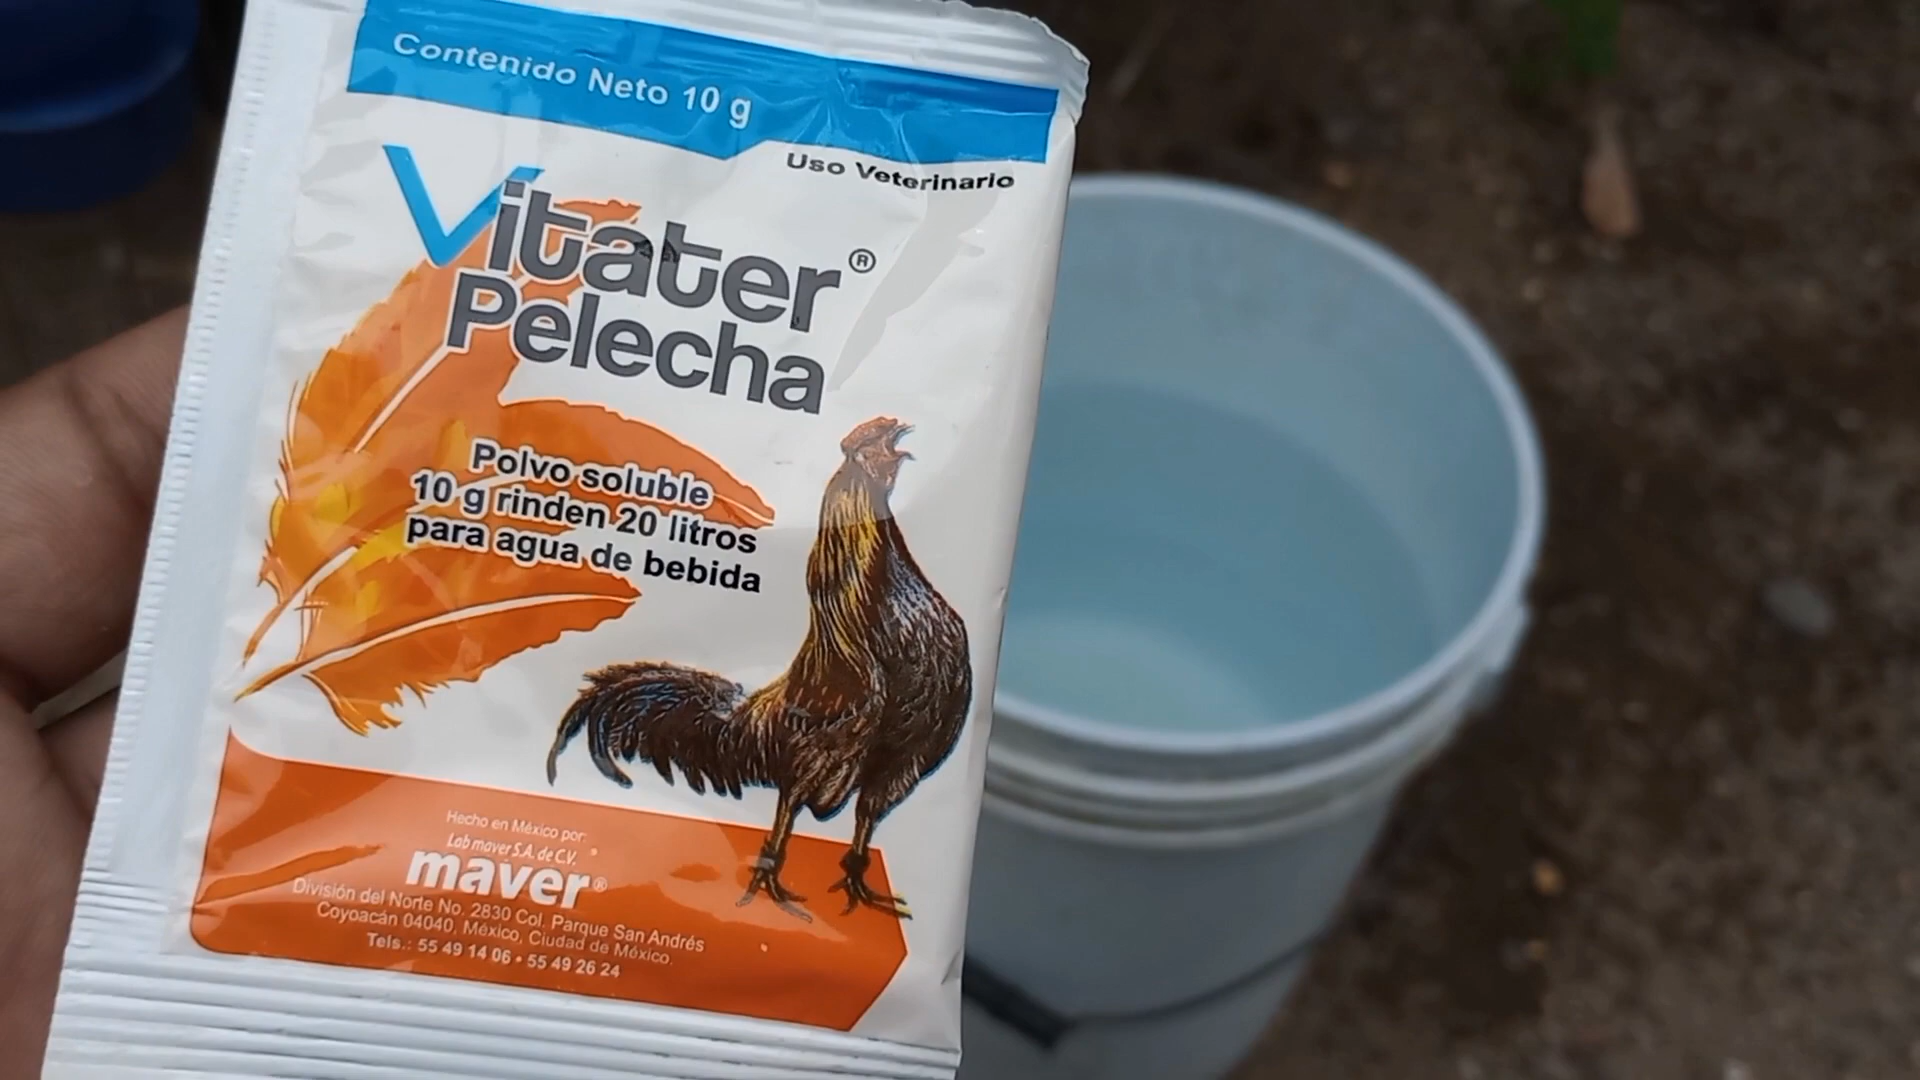 Contenido Neto 10 g
Uso Veterinario
Vitater®
Pelecha
Polvo soluble
10 g rinden 20 litros
para agua de bebida
Hecho en México por:
Lab maver S.A. de C.V.
maver®
División del Norte No. 2830 Col. Parque San Andrés
Coyoacán 04040, México, Ciudad de México.
Tels.: 55 49 14 06 • 55 49 26 24